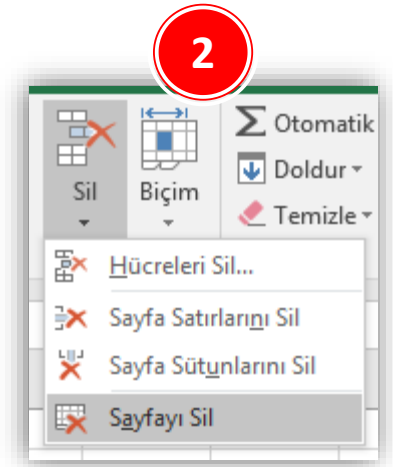 2
Sil
Biçim
Otomatik
Doldur
Temizle
Hücreleri Sil...
Sayfa Satırlarını Sil
Sayfa Sütunlarını Sil
Sayfayı Sil